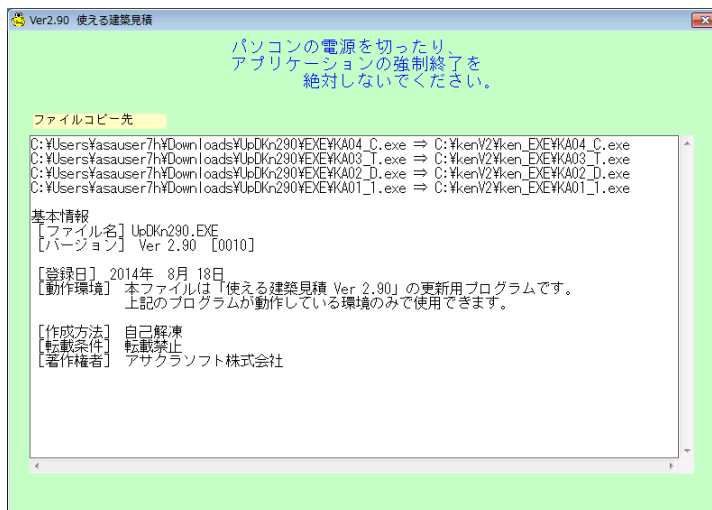 Ver2.90 使える建築見積
パソコンの電源を切ったり、
アプリケーションの強制終了を
絶対しないでください。
ファイルコピー先
C:¥Users¥asauser7h¥Downloads¥UpDKn290¥EXE¥KA04_C.exe ⇒ C:¥kenV2¥ken_EXE¥KA04_C.exe
C:¥Users¥asauser7h¥Downloads¥UpDKn290¥EXE¥KA03_T.exe ⇒ C:¥kenV2¥ken_EXE¥KA03_T.exe
C:¥Users¥asauser7h¥Downloads¥UpDKn290¥EXE¥KA02_D.exe ⇒ C:¥kenV2¥ken_EXE¥KA02_D.exe
C:¥Users¥asauser7h¥Downloads¥UpDKn290¥EXE¥KA01_1.exe ⇒ C:¥kenV2¥ken_EXE¥KA01_1.exe
基本情報
[ファイル名] UpDKn290.EXE
[バージョン] Ver 2.90 [0010]
[登録日] 2014年 8月 18日
[動作環境] 本ファイルは「使える建築見積 Ver 2.90」の更新用プログラムです。
上記のプログラムが動作している環境のみで使用できます。
[作成方法] 自己解凍
[転載条件] 転載禁止
[著作権者] アサクラソフト株式会社